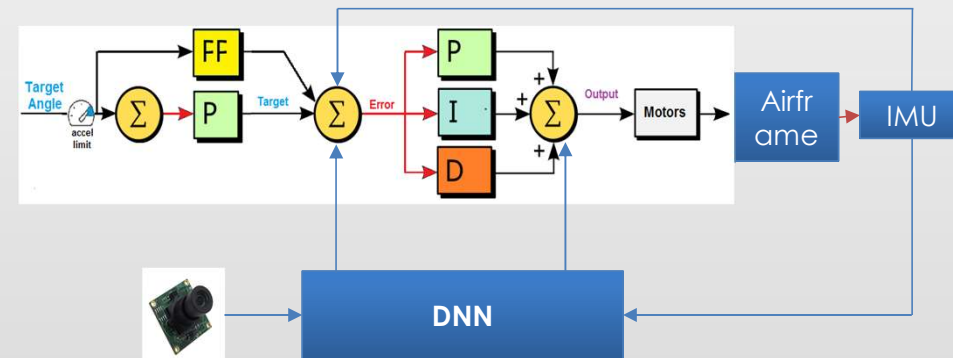 FF
P
Target
Angle
accel
limit
Σ
P
Target
Σ
Error
I
D
+
+
+
Σ
Output
Motors
Airfr
ame
IMU
DNN